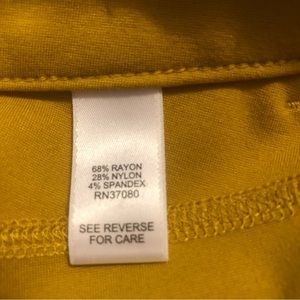 68% RAYON
28% NYLON
4% SPANDEX
RN37080
SEE REVERSE
FOR CARE